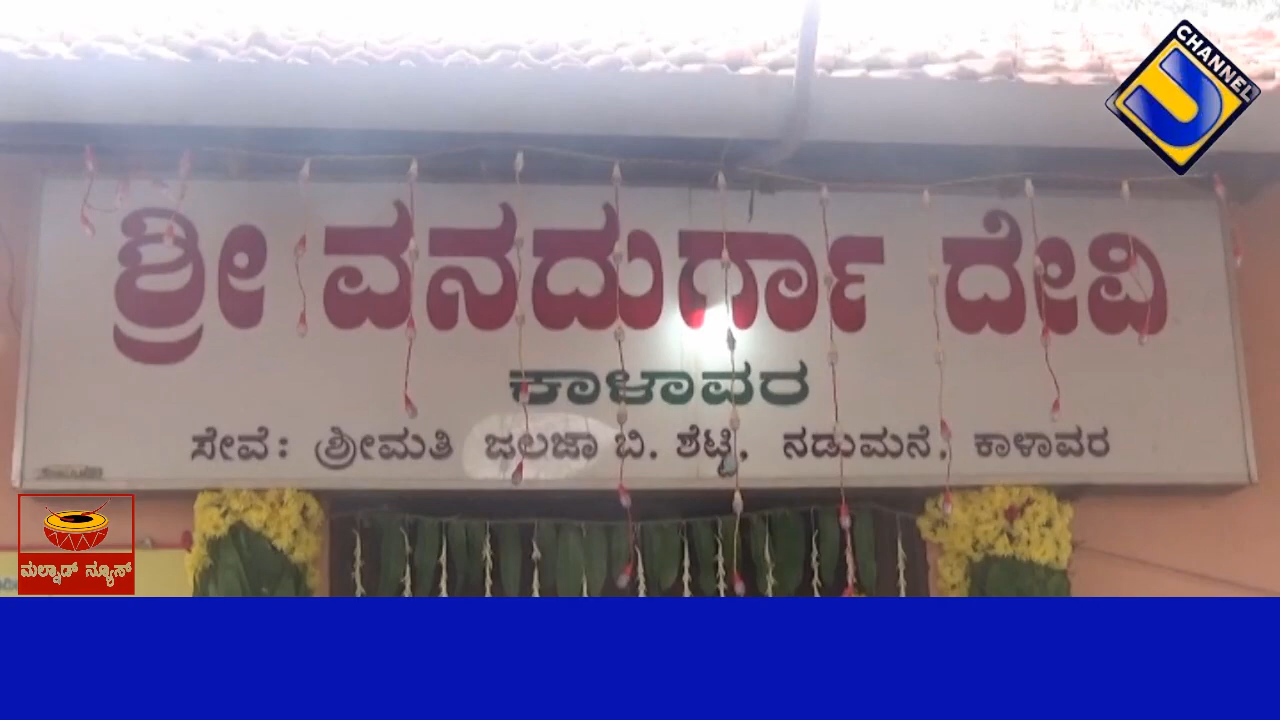 CHANNEL
U
ಶ್ರೀ ವನದುರ್ಗಾ ದೇವಿ
ಕಾಳಾವರ
ಸೇವೆ: ಶ್ರೀಮತಿ ಜಲಜಾ ಬಿ. ಶೆಟ್ಟಿ, ನಡುಮನೆ, ಕಾಳಾವರ
ಮಲ್ನಾಡ್ ನ್ಯೂಸ್